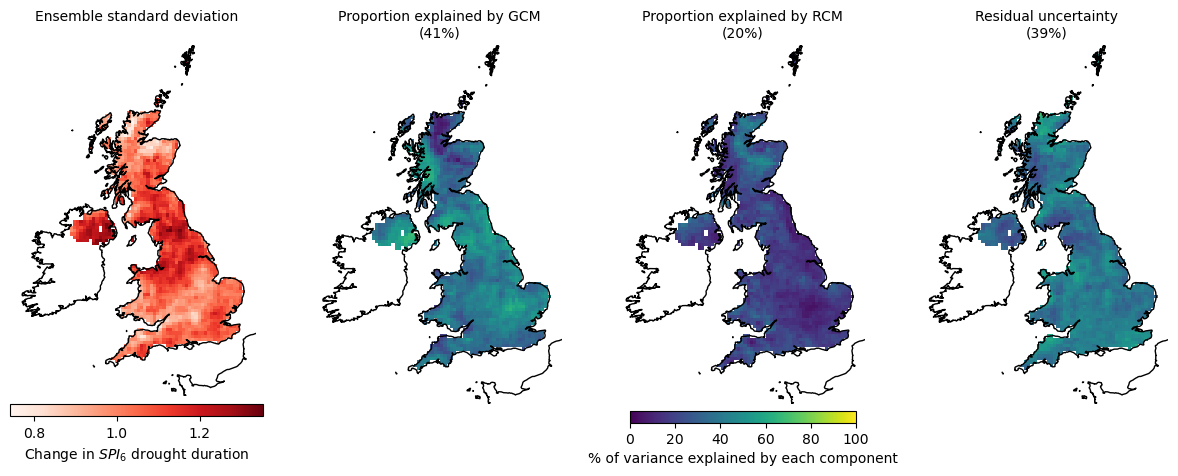 Ensemble standard deviation
Proportion explained by GCM
(41%)
Proportion explained by RCM
(20%)
Residual uncertainty
(39%)
0.8 1.0 1.2
Change in SPI6 drought duration
0 20 40 60 80 100
% of variance explained by each component